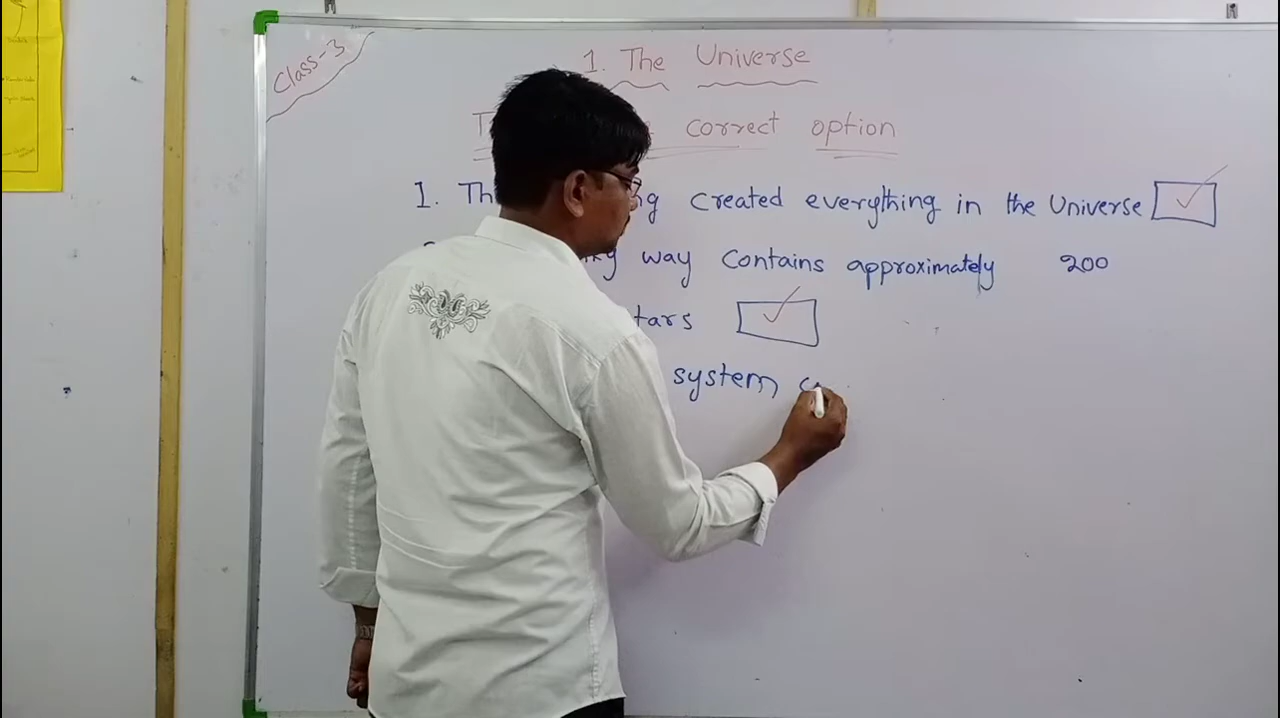 Class-3
1. The Universe
correct option
1. Th created everything in the Universe
way contains approximately 200
tars
system